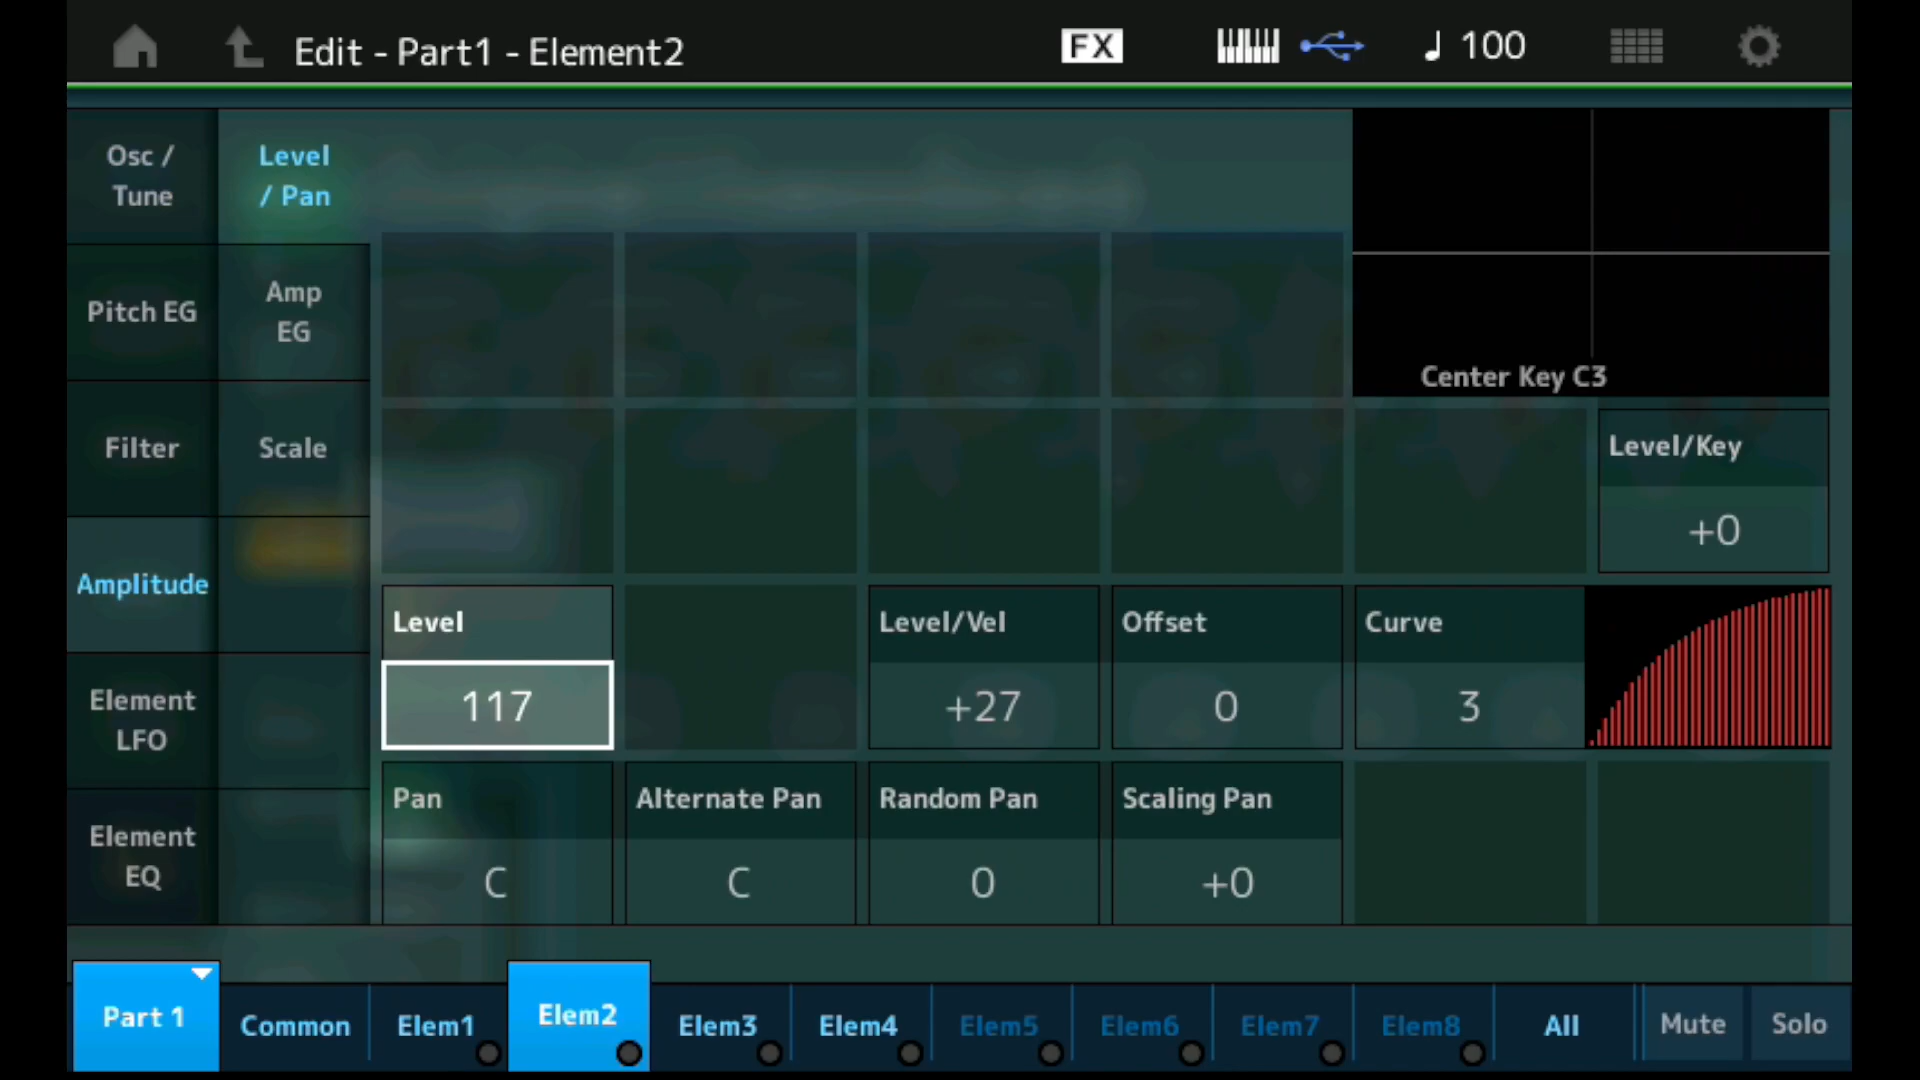 Edit - Part1 - Element2
FX
100
Osc /
Tune
Level
/ Pan
Pitch EG
Amp
EG
Center Key C3
Filter
Scale
Level/Key
+0
Amplitude
Level
Level/Vel
Offset
Curve
117
+27
0
3
Element
LFO
Pan
Alternate Pan
Random Pan
Scaling Pan
C
C
0
+0
Element
EQ
Part 1
Common
Elem1
Elem2
Elem3
Elem4
Elem5
Elem6
Elem7
Elem8
All
Mute
Solo